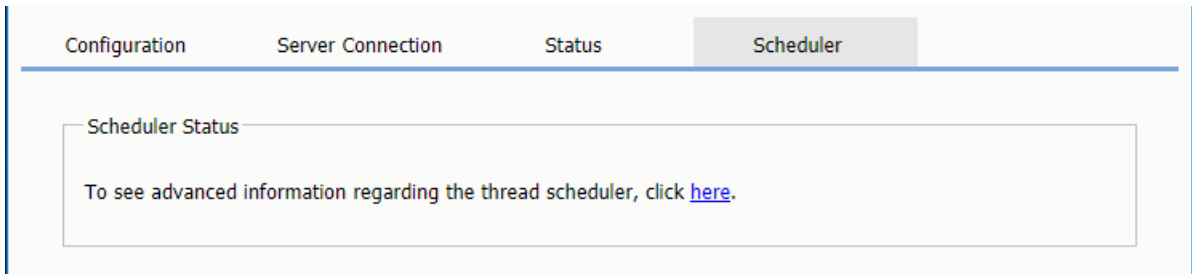 Configuration Server Connection Status Scheduler
Scheduler Status
To see advanced information regarding the thread scheduler, click here.